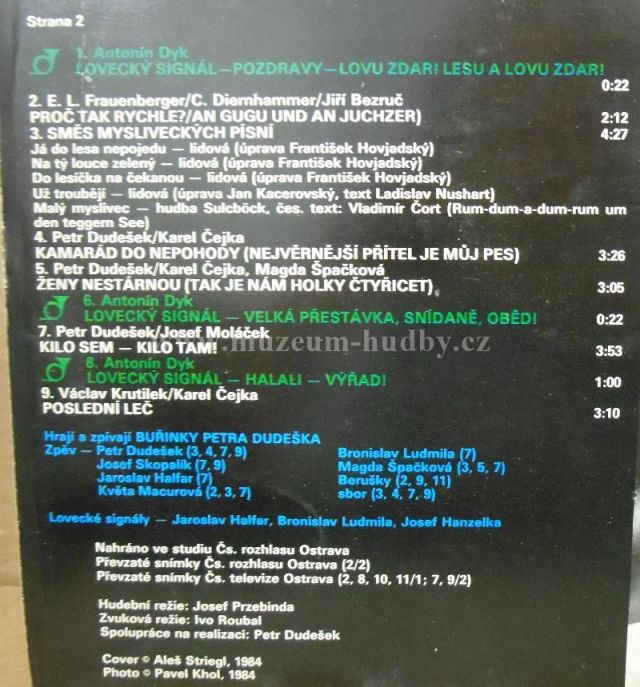 Strana 2
1. Antonín Dyk
LOVECKÝ SIGNÁL – POZDRAVY – LOVU ZDAR! LESU A LOVU ZDAR!
0:22
2. E. L. Frauenberger/C. Diernhammer/Jiří Bezruč
PROČ TAK RYCHLE?/AN GUGU UND AN JUCHZER) 2:12
3. SMĚS MYSLIVECKÝCH PÍSNÍ 4:27
Já do lesa nepojedu – lidová (úprava František Hovjadský)
Na tý louce zelený – lidová (úprava František Hovjadský)
Do lesíčka na čekanou – lidová (úprava František Hovjadský)
Už troubějí – lidová (úprava Jan Kacerovský, text Ladislav Nushart)
Malý myslivec – hudba Sulcböck, čes. text: Vladimír Čort (Rum-dum-a-dum-rum um
den teggern See)
4. Petr Dudešek/Karel Čejka
KAMARÁD DO NEPOHODY (NEJVĚRNĚJŠÍ PŘÍTEL JE MŮJ PES) 3:26
5. Petr Dudešek/Karel Čejka, Magda Špačková
ŽENY NESTÁRNOU (TAK JE NÁM HOLKY ČTYŘICET) 3:05
6. Antonín Dyk
LOVECKÝ SIGNÁL – VELKÁ PŘESTÁVKA, SNÍDANĚ, OBĚD! 0:22
7. Petr Dudešek/Josef Moláček
KILO SEM – KILO TAM! 3:53
www.muzeum-hudby.cz
8. Antonín Dyk
LOVECKÝ SIGNÁL – HALALI – VÝŘAD! 1:00
9. Václav Krutílek/Karel Čejka
POSLEDNÍ LEČ 3:10
Hrají a zpívají BUŘINKY PETRA DUDEŠKA
Zpěv – Petr Dudešek (3, 4, 7, 9) Bronislav Ludmila (7)
Josef Skopalík (7, 9) Magda Špačková (3, 5, 7)
Jaroslav Halfar (7) Berušky (2, 9, 11)
Květa Macurová (2, 3, 7) sbor (3, 4, 7, 9)
Lovecké signály – Jaroslav Halfar, Bronislav Ludmila, Josef Hanzelka
Nahráno ve studiu Čs. rozhlasu Ostrava
Převzaté snímky Čs. rozhlasu Ostrava (2/2)
Převzaté snímky Čs. televize Ostrava (2, 8, 10, 11/1; 7, 9/2)
Hudební režie: Josef Przebinda
Zvuková režie: Ivo Roubal
Spolupráce na realizaci: Petr Dudešek
Cover © Aleš Striegl, 1984
Photo © Pavel Khol, 1984